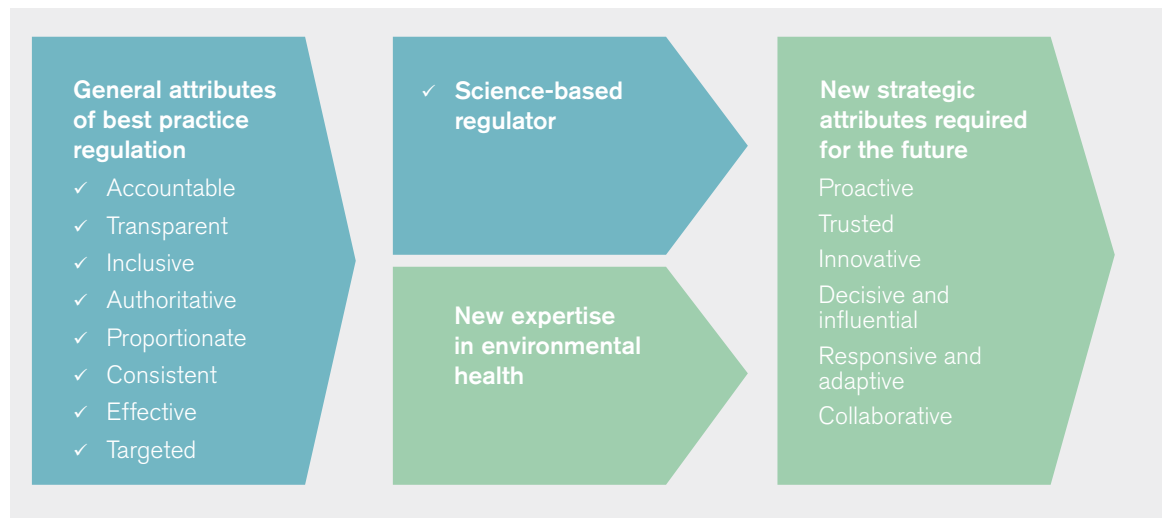 General attributes
of best practice
regulation
✓ Accountable
✓ Transparent
✓ Inclusive
✓ Authoritative
✓ Proportionate
✓ Consistent
✓ Effective
✓ Targeted
✓ Science-based
regulator
New expertise
in environmental
health
New strategic
attributes required
for the future
Proactive
Trusted
Innovative
Decisive and
influential
Responsive and
adaptive
Collaborative